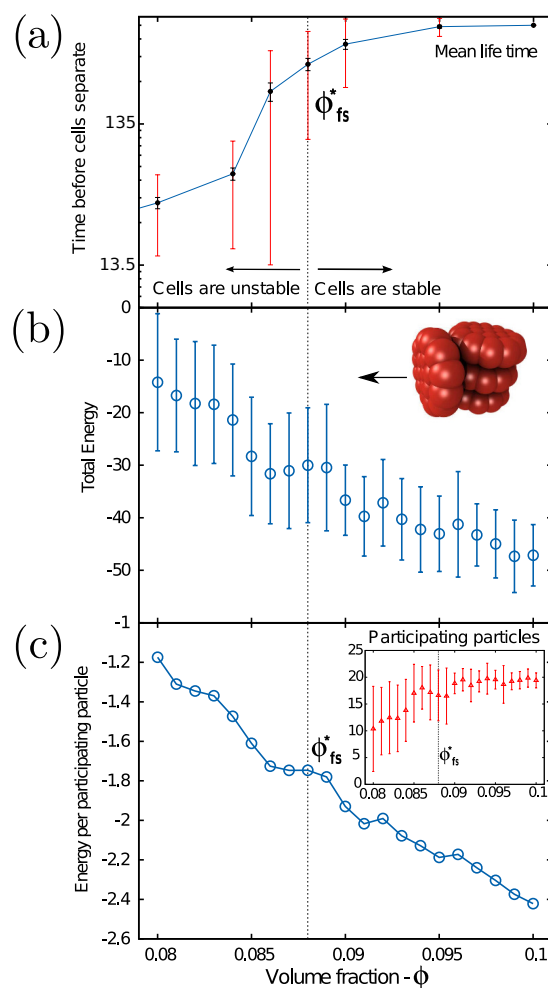 (a)
Time before cells separate
135
13.5
Mean life time
ϕ*fs
Cells are unstable
Cells are stable
(b)
Total Energy
0
-10
-20
-30
-40
-50
-1
(c)
Energy per participating particle
-1.2
-1.4
-1.6
-1.8
-2
-2.2
-2.4
-2.6
ϕ*fs
Participating particles
25
20
15
10
5
0
0.08 0.085 0.09 0.095 0.1
ϕ*fs
0.08 0.085 0.09 0.095 0.1
Volume fraction - ϕ